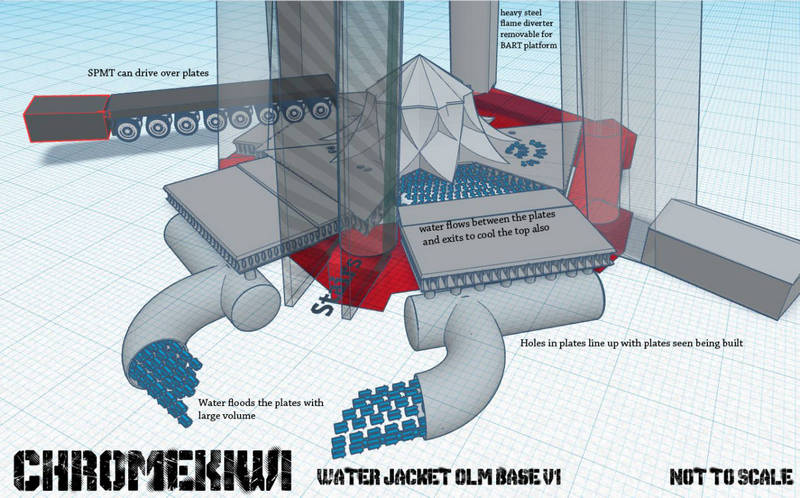 heavy steel
flame diverter
removable for
BART platform
SPMT can drive over plates
water flows between the plates
and exits to cool the top also
Stairs
Holes in plates line up with plates seen being built
Water floods the plates with
large volume
CHROMEKIWI
WATER JACKET OLM BASE V1
NOT TO SCALE